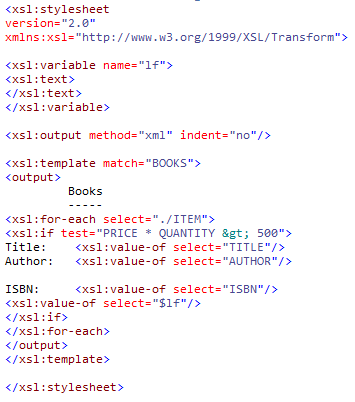 <xsl:stylesheet
version="2.0"
xmlns:xsl="http://www.w3.org/1999/XSL/Transform">
<xsl:variable name="lf">
<xsl:text>
</xsl:text>
</xsl:variable>
<xsl:output method="xml" indent="no"/>
<xsl:template match="BOOKS">
<output>
Books
-----
<xsl:for-each select="./ITEM">
<xsl:if test="PRICE * QUANTITY &gt; 500">
Title: <xsl:value-of select="TITLE"/>
Author: <xsl:value-of select="AUTHOR"/>
ISBN: <xsl:value-of select="ISBN"/>
<xsl:value-of select="$lf"/>
</xsl:if>
</xsl:for-each>
</output>
</xsl:template>
</xsl:stylesheet>